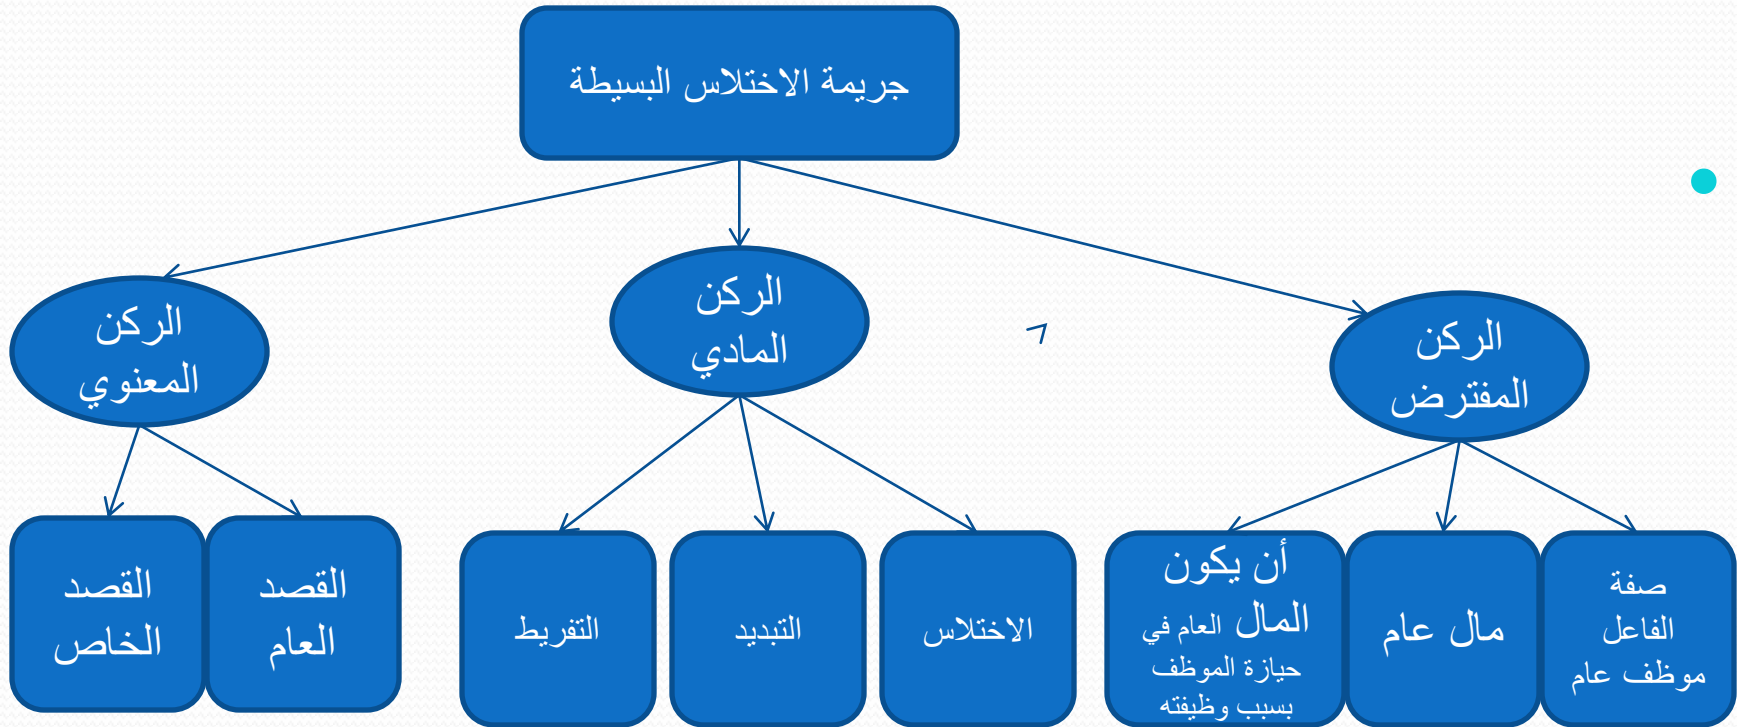 جريمة الاختلاس البسيطة
الركن
المفترض
الركن
المادي
الركن
المعنوي
صفة
الفاعل
موظف عام
مال عام
أن يكون
المال العام في
حيازة الموظف
بسبب وظيفته
الاختلاس
التبديد
التفريط
القصد
العام
القصد
الخاص